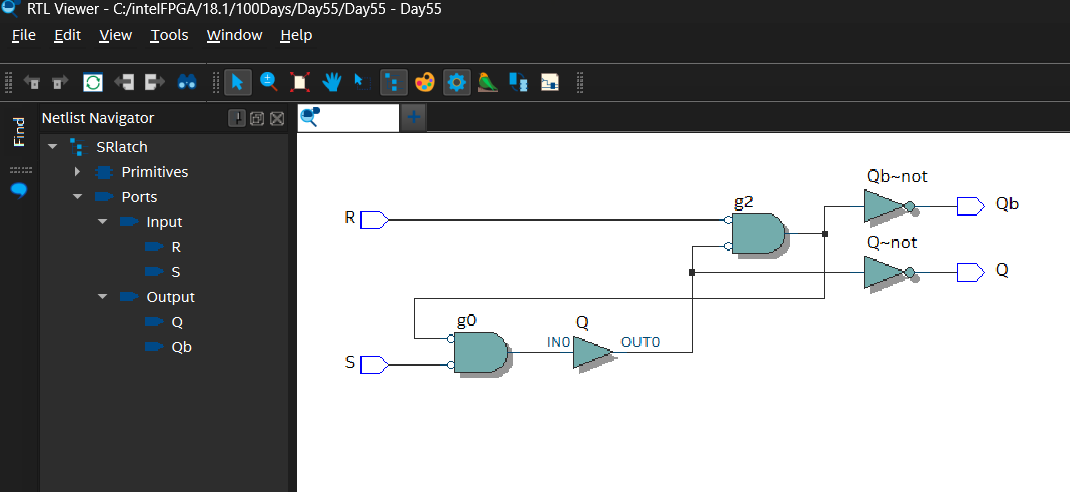 RTL Viewer - C:/intelFPGA/18.1/100Days/Day55/Day55 - Day55
File Edit View Tools Window Help
Find
Netlist Navigator
SRlatch
Primitives
Ports
Input
R
S
Output
Q
Qb
Qb~not
g2
R
Qb
Q~not
Q
g0
Q
IN0
OUT0
S